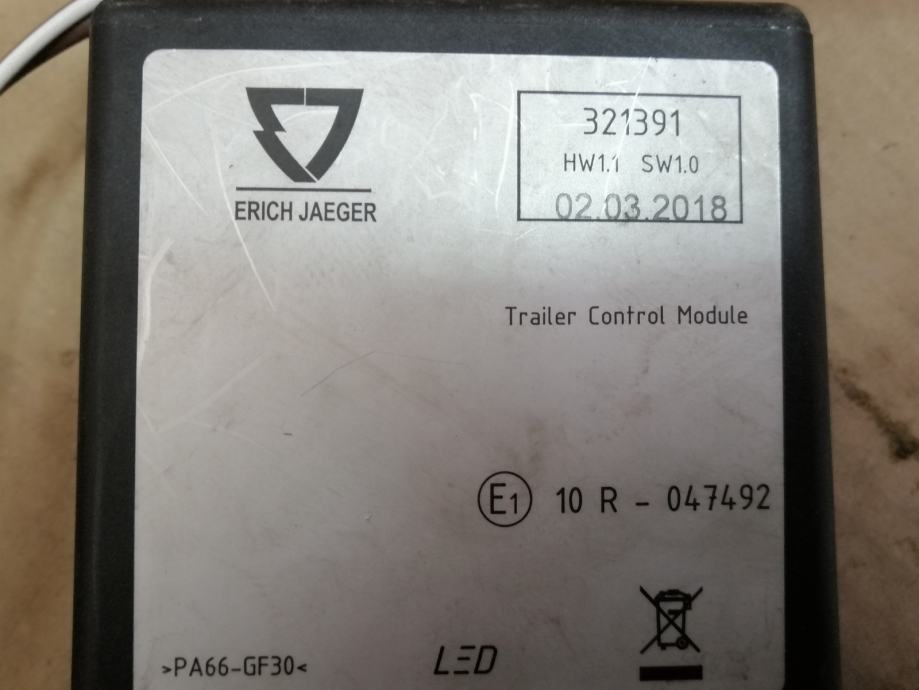 ERICH JAEGER
321391
HW1.1 SW1.0
02.03.2018
Trailer Control Module
E1 10 R - 047492
>PA66-GF30<
LED